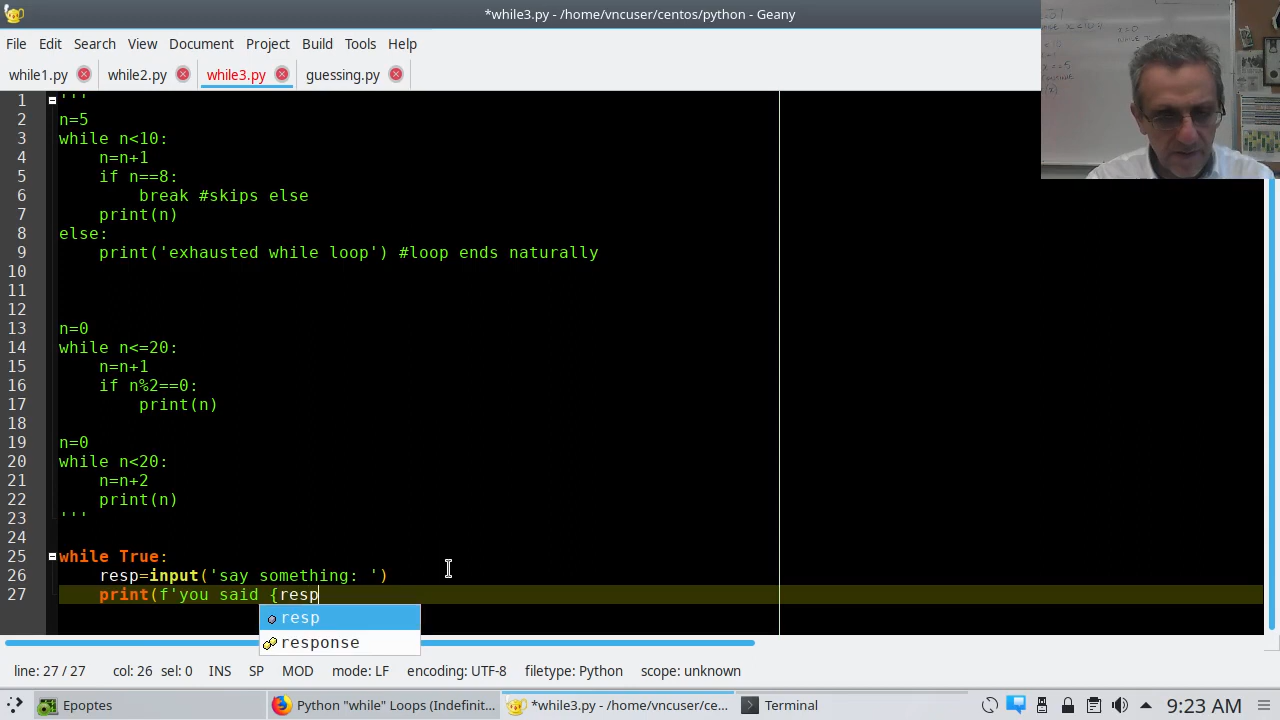 *while3.py - /home/vncuser/centos/python - Geany
File Edit Search View Document Project Build Tools Help
while1.py while2.py while3.py guessing.py
1 '''
2 n=5
3 while n<10:
4     n=n+1
5     if n==8:
6         break #skips else
7     print(n)
8 else:
9     print('exhausted while loop') #loop ends naturally
10
11
12
13 n=0
14 while n<=20:
15     n=n+1
16     if n%2==0:
17         print(n)
18
19 n=0
20 while n<20:
21     n=n+2
22     print(n)
23 '''
24
25 while True:
26     resp=input('say something: ')
27     print(f'you said {resp
resp
response
line: 27 / 27 col: 26 sel: 0 INS SP MOD mode: LF encoding: UTF-8 filetype: Python scope: unknown
Epoptes Python "while" Loops (Indefinit... *while3.py - /home/vncuser/ce... Terminal 9:23 AM